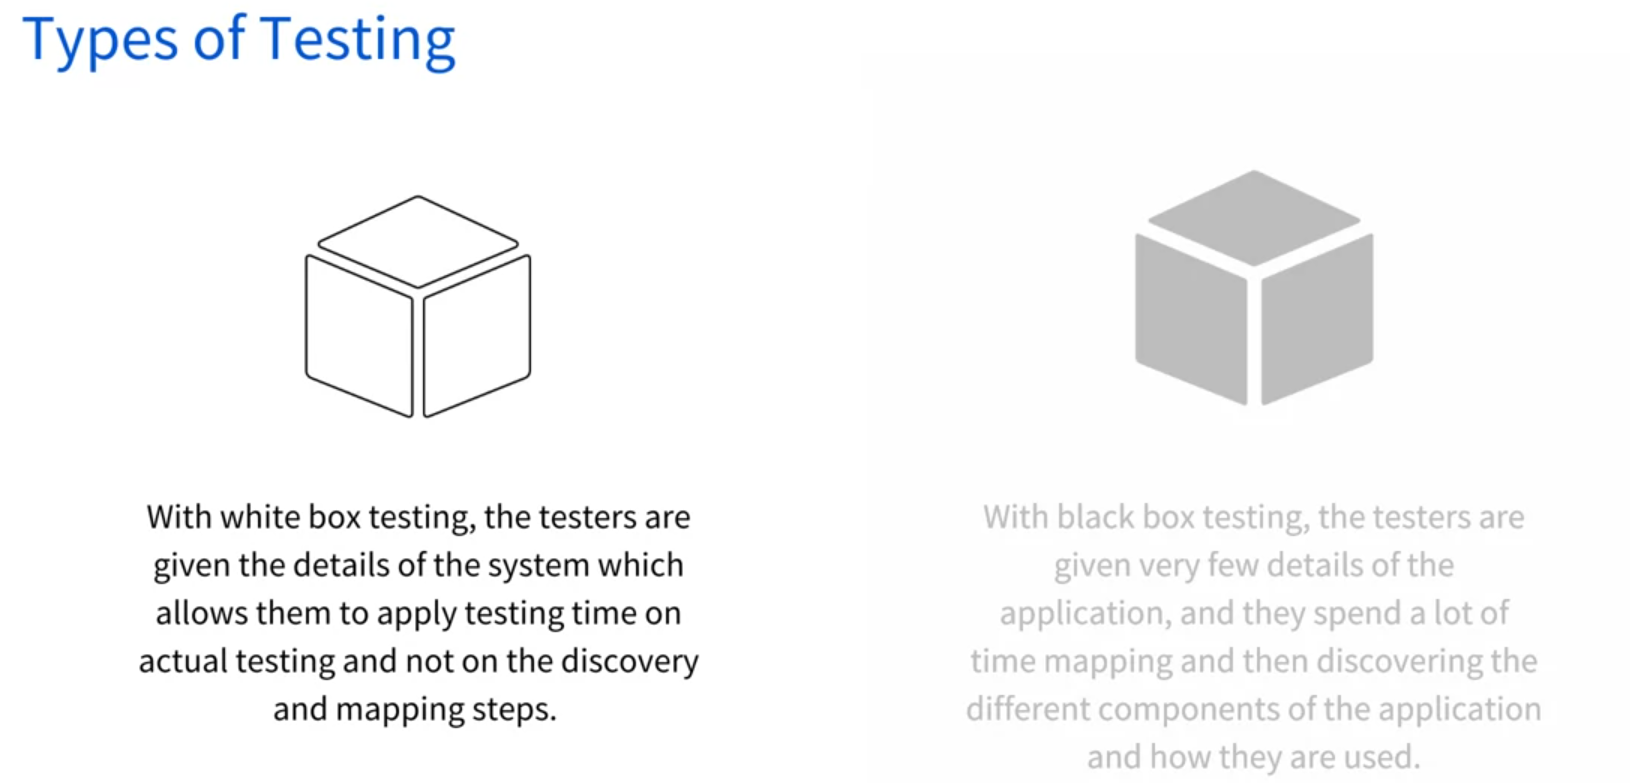 Types of Testing
With white box testing, the testers are
given the details of the system which
allows them to apply testing time on
actual testing and not on the discovery
and mapping steps.
With black box testing, the testers are
given very few details of the
application, and they spend a lot of
time mapping and then discovering the
different components of the application
and how they are used.